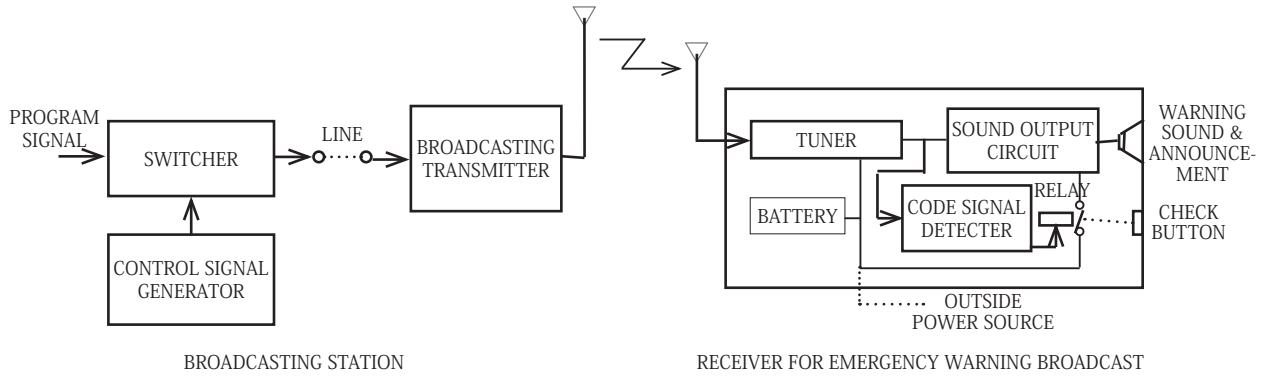 PROGRAM
SIGNAL
SWITCHER
LINE
BROADCASTING
TRANSMITTER
CONTROL SIGNAL
GENERATOR
BROADCASTING STATION
TUNER
SOUND OUTPUT
CIRCUIT
WARNING
SOUND &
ANNOUNCE-
MENT
BATTERY
CODE SIGNAL
DETECTER
RELAY
CHECK
BUTTON
OUTSIDE
POWER SOURCE
RECEIVER FOR EMERGENCY WARNING BROADCAST